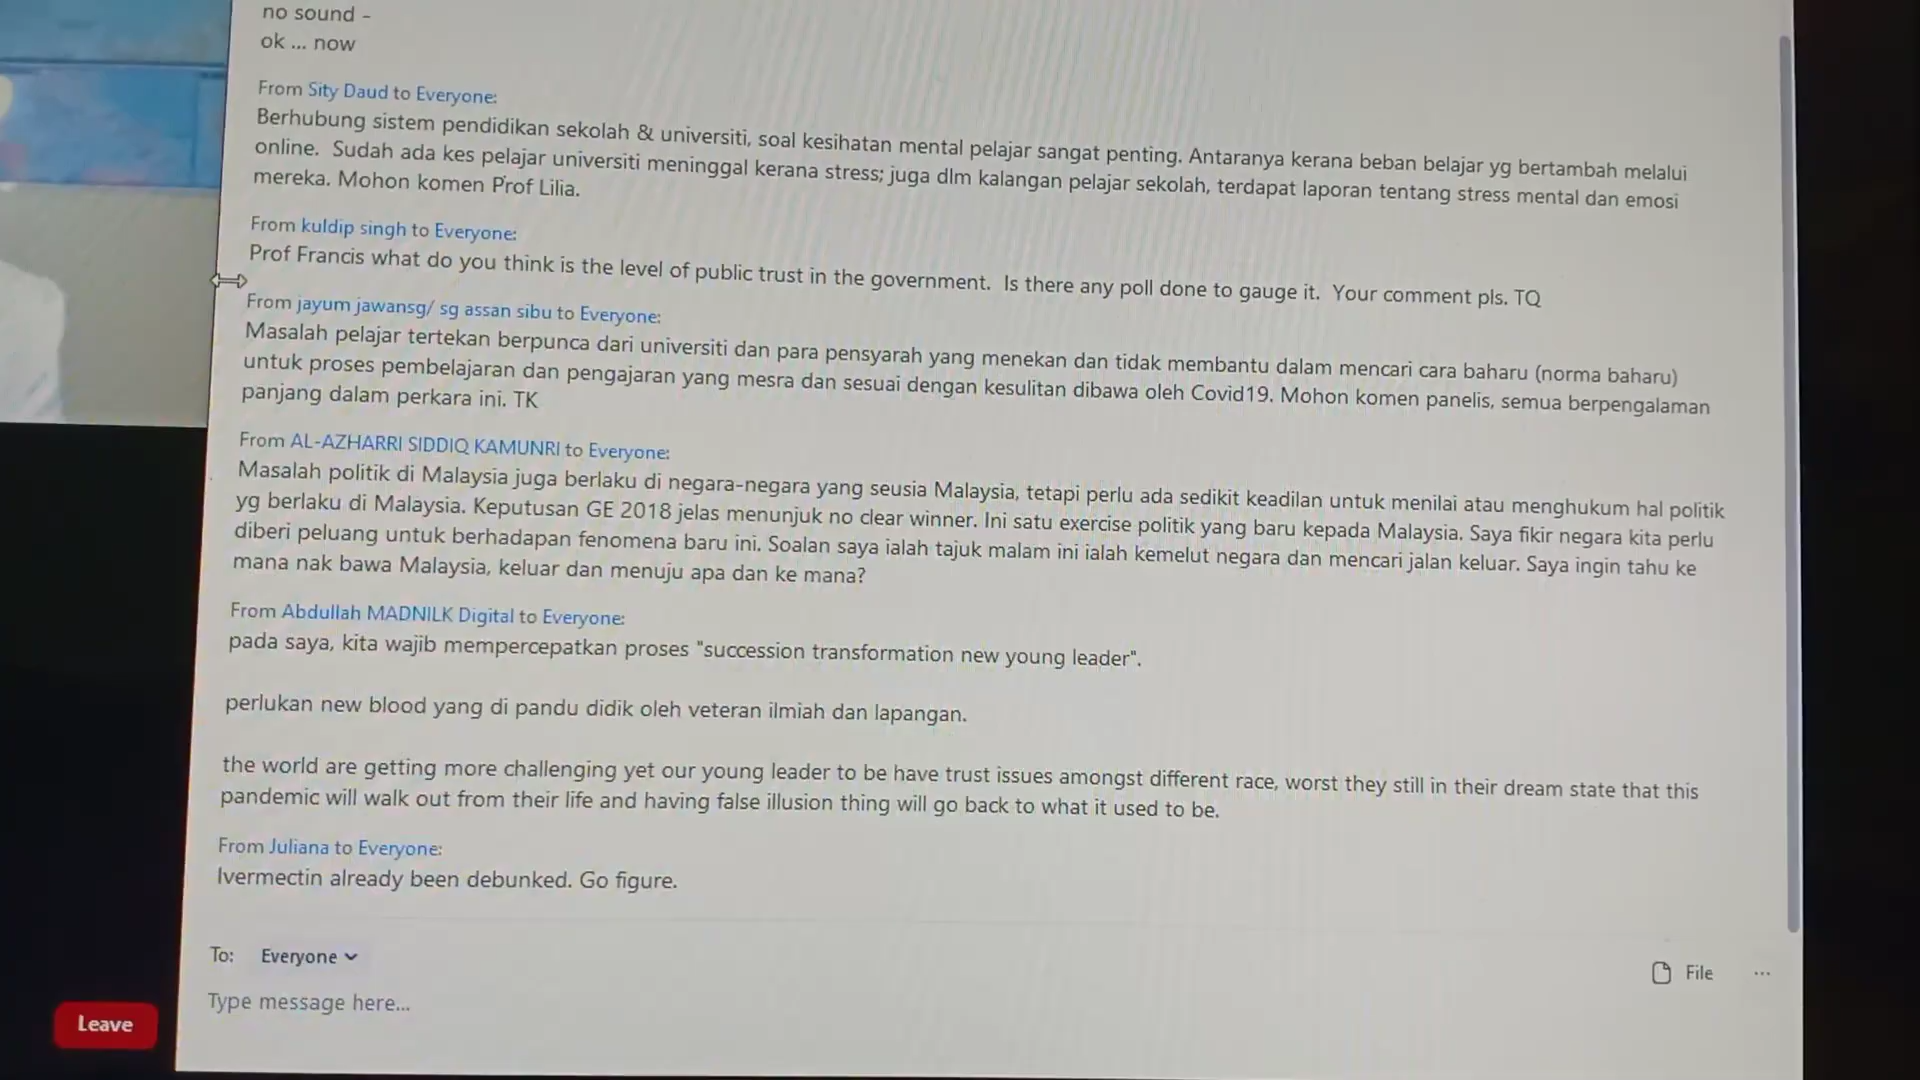 no sound -
ok ... now
From Sity Daud to Everyone:
Berhubung sistem pendidikan sekolah & universiti, soal kesihatan mental pelajar sangat penting. Antaranya kerana beban belajar yg bertambah melalui
online. Sudah ada kes pelajar universiti meninggal kerana stress; juga dlm kalangan pelajar sekolah, terdapat laporan tentang stress mental dan emosi
mereka. Mohon komen Prof Lilia.
From kuldip singh to Everyone:
Prof Francis what do you think is the level of public trust in the government. Is there any poll done to gauge it. Your comment pls. TQ
From jayum jawansg/ sg assan sibu to Everyone:
Masalah pelajar tertekan berpunca dari universiti dan para pensyarah yang menekan dan tidak membantu dalam mencari cara baharu (norma baharu)
untuk proses pembelajaran dan pengajaran yang mesra dan sesuai dengan kesulitan dibawa oleh Covid19. Mohon komen panelis, semua berpengalaman
panjang dalam perkara ini. TK
From AL-AZHARRI SIDDIQ KAMUNRI to Everyone:
Masalah politik di Malaysia juga berlaku di negara-negara yang seusia Malaysia, tetapi perlu ada sedikit keadilan untuk menilai atau menghukum hal politik
yg berlaku di Malaysia. Keputusan GE 2018 jelas menunjuk no clear winner. Ini satu exercise politik yang baru kepada Malaysia. Saya fikir negara kita perlu
diberi peluang untuk berhadapan fenomena baru ini. Soalan saya ialah tajuk malam ini ialah kemelut negara dan mencari jalan keluar. Saya ingin tahu ke
mana nak bawa Malaysia, keluar dan menuju apa dan ke mana?
From Abdullah MADNILK Digital to Everyone:
pada saya, kita wajib mempercepatkan proses "succession transformation new young leader".
perlukan new blood yang di pandu didik oleh veteran ilmiah dan lapangan.
the world are getting more challenging yet our young leader to be have trust issues amongst different race, worst they still in their dream state that this
pandemic will walk out from their life and having false illusion thing will go back to what it used to be.
From Juliana to Everyone:
Ivermectin already been debunked. Go figure.
To: Everyone
File ...
Type message here...
Leave